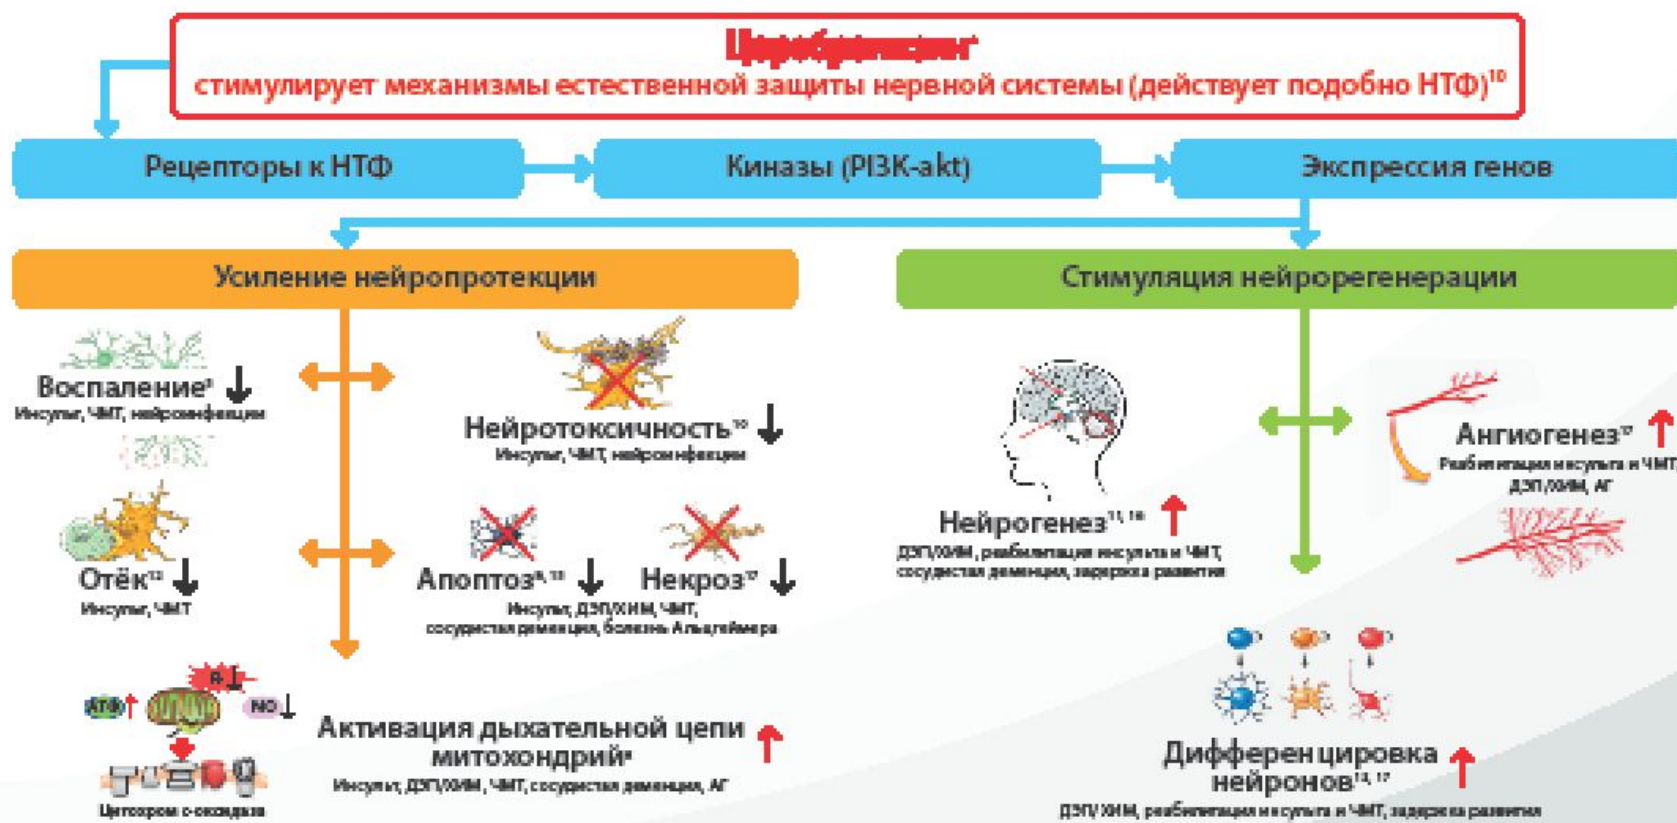 стимулирует механизмы естественной защиты нервной системы (действует подобно НТФ)¹⁰
Рецепторы к НТФ
Киназы (PI3K-akt)
Экспрессия генов
Усиление нейропротекции
Стимуляция нейрорегенерации
Воспаление
Инсульт, ЧМТ, нейроинфекции
Нейротоксичность¹⁰
Инсульт, ЧМТ, нейроинфекции
Отёк¹²
Инсульт, ЧМТ
Апоптоз
Некроз¹⁷
Инсульт, ДЭП/ХИМ, ЧМТ,
сосудистая деменция, болезнь Альцгеймера
АТФ
NO
Цитохром с-оксидаза
Активация дыхательной цепи
митохондрий
Инсульт, ДЭП/ХИМ, ЧМТ, сосудистая деменция, АГ
Нейрогенез
ДЭП/ХИМ, реабилитация инсульта и ЧМТ,
сосудистая деменция, задержка развития
Ангиогенез¹⁷
Реабилитация инсульта и ЧМТ,
ДЭП/ХИМ, АГ
Дифференцировка
нейронов
ДЭП/ХИМ, реабилитация инсульта и ЧМТ, задержка развития